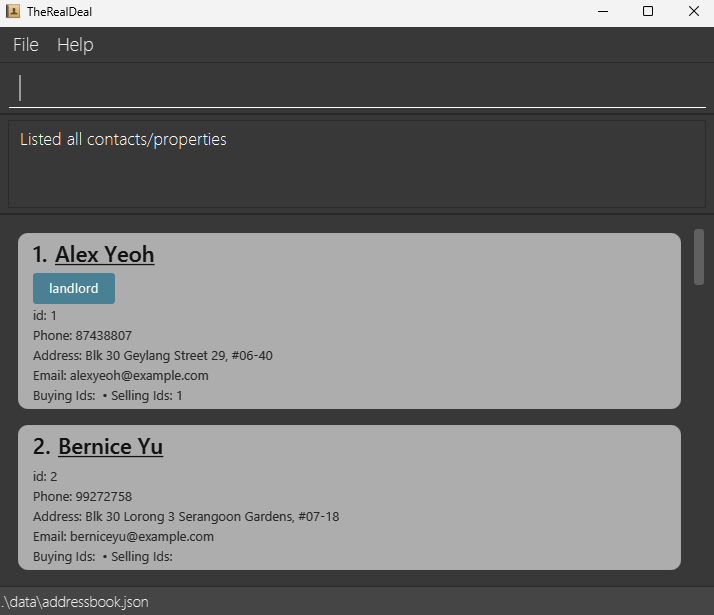 TheRealDeal
File Help
Listed all contacts/properties
1. Alex Yeoh
landlord
id: 1
Phone: 87438807
Address: Blk 30 Geylang Street 29, #06-40
Email: alexyeoh@example.com
Buying Ids: • Selling Ids: 1
2. Bernice Yu
id: 2
Phone: 99272758
Address: Blk 30 Lorong 3 Serangoon Gardens, #07-18
Email: berniceyu@example.com
Buying Ids: • Selling Ids:
.\data\addressbook.json